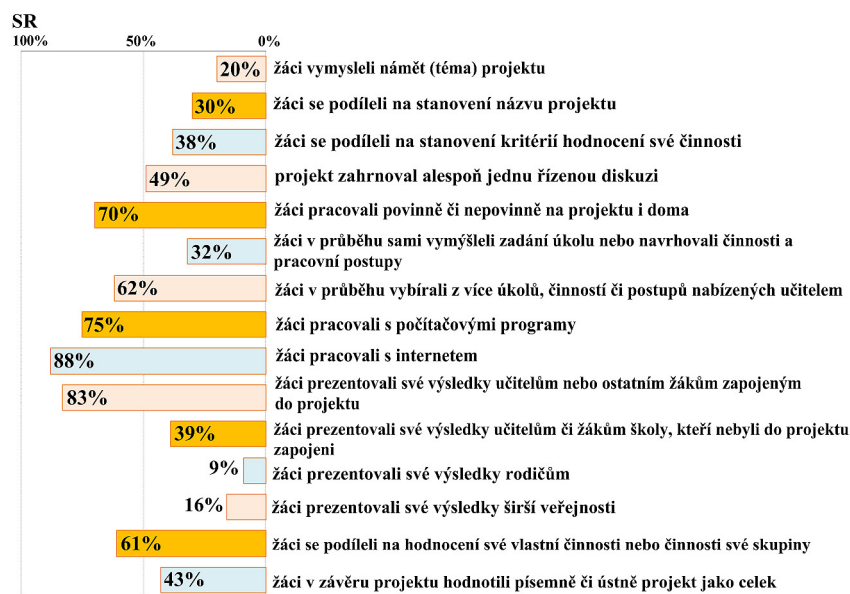 SR
100% 50% 0%
20% žáci vymysleli námět (téma) projektu
30% žáci se podíleli na stanovení názvu projektu
38% žáci se podíleli na stanovení kritérií hodnocení své činnosti
49% projekt zahrnoval alespoň jednu řízenou diskuzi
70% žáci pracovali povinně či nepovinně na projektu i doma
32% žáci v průběhu sami vymýšleli zadání úkolu nebo navrhovali činnosti a
pracovní postupy
62% žáci v průběhu vybírali z více úkolů, činností či postupů nabízených učitelem
75% žáci pracovali s počítačovými programy
88% žáci pracovali s internetem
83% žáci prezentovali své výsledky učitelům nebo ostatním žákům zapojeným
do projektu
39% žáci prezentovali své výsledky učitelům či žákům školy, kteří nebyli do projektu
zapojeni
9% žáci prezentovali své výsledky rodičům
16% žáci prezentovali své výsledky širší veřejnosti
61% žáci se podíleli na hodnocení své vlastní činnosti nebo činnosti své skupiny
43% žáci v závěru projektu hodnotili písemně či ústně projekt jako celek